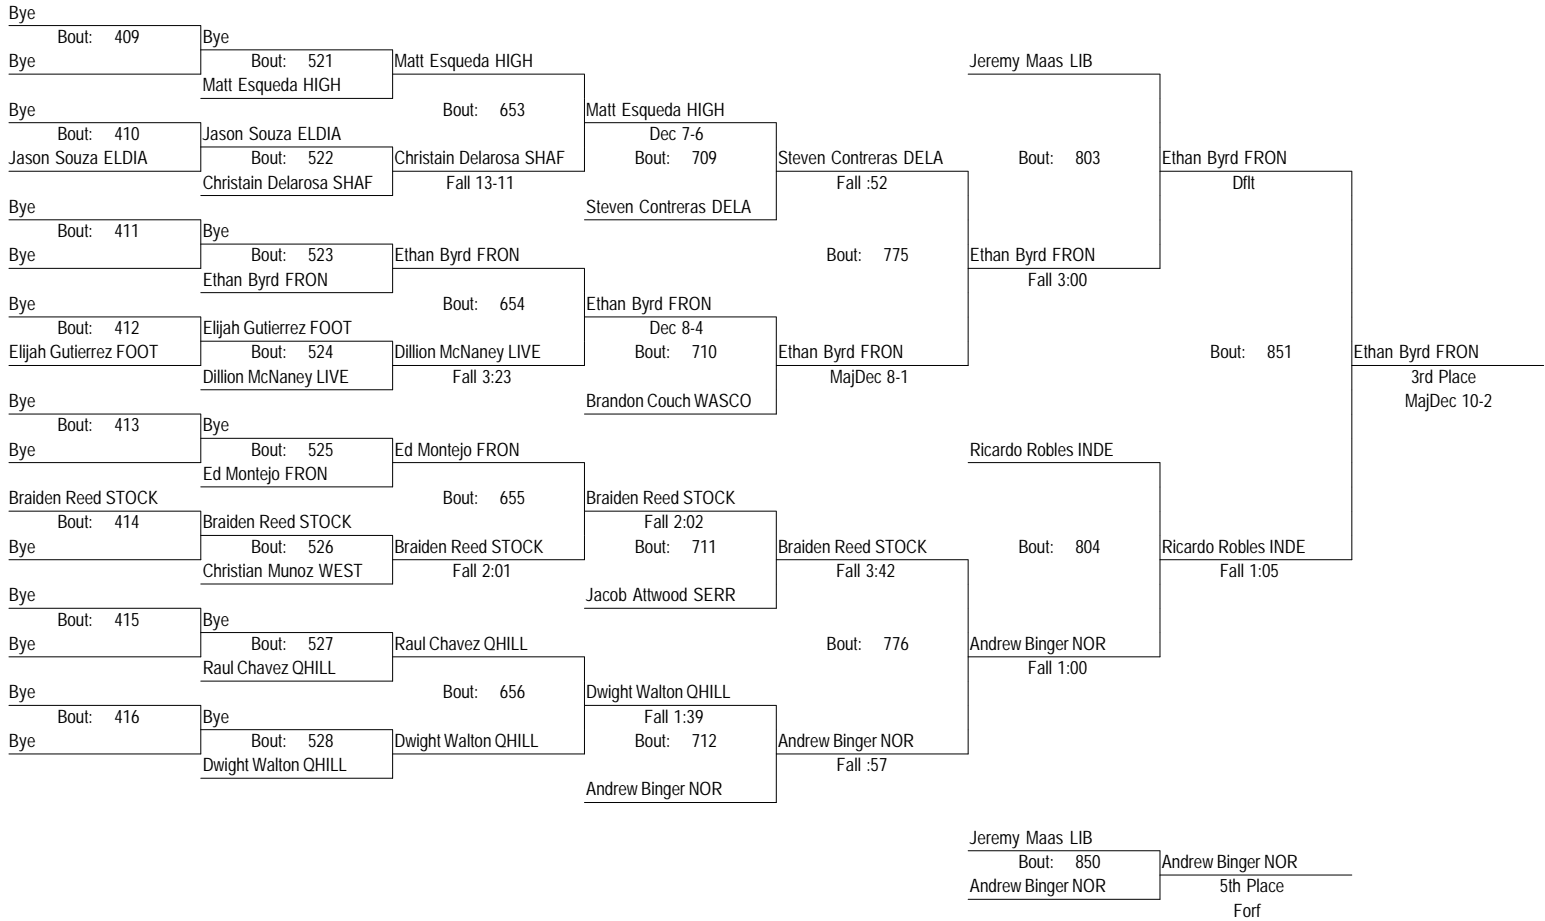 Bye
Bout: 409 Bye
Bye Bout: 521 Matt Esqueda HIGH Jeremy Maas LIB
Matt Esqueda HIGH
Bye Bout: 653 Matt Esqueda HIGH
Bout: 410 Jason Souza ELDIA Dec 7-6
Jason Souza ELDIA Bout: 522 Christain Delarosa SHAF Bout: 709 Steven Contreras DELA Bout: 803 Ethan Byrd FRON
Christain Delarosa SHAF Fall 13-11 Fall :52 Dflt
Bye Steven Contreras DELA
Bout: 411 Bye
Bye Bout: 523 Ethan Byrd FRON Bout: 775 Ethan Byrd FRON
Ethan Byrd FRON Fall 3:00
Bye Bout: 654 Ethan Byrd FRON
Bout: 412 Elijah Gutierrez FOOT Dec 8-4
Elijah Gutierrez FOOT Bout: 524 Dillion McNaney LIVE Bout: 710 Ethan Byrd FRON Bout: 851 Ethan Byrd FRON
Dillion McNaney LIVE Fall 3:23 MajDec 8-1 3rd Place
Bye Brandon Couch WASCO MajDec 10-2
Bout: 413 Bye
Bye Bout: 525 Ed Montejo FRON Ricardo Robles INDE
Ed Montejo FRON
Braiden Reed STOCK Bout: 655 Braiden Reed STOCK
Bout: 414 Braiden Reed STOCK Fall 2:02
Bye Bout: 526 Braiden Reed STOCK Bout: 711 Braiden Reed STOCK Bout: 804 Ricardo Robles INDE
Christian Munoz WEST Fall 2:01 Fall 3:42 Fall 1:05
Bye Jacob Attwood SERR
Bout: 415 Bye
Bye Bout: 527 Raul Chavez QHILL Bout: 776 Andrew Binger NOR
Raul Chavez QHILL Fall 1:00
Bye Bout: 656 Dwight Walton QHILL
Bout: 416 Bye Fall 1:39
Bye Bout: 528 Dwight Walton QHILL Bout: 712 Andrew Binger NOR
Dwight Walton QHILL Fall :57
Andrew Binger NOR
Jeremy Maas LIB
Bout: 850 Andrew Binger NOR
Andrew Binger NOR 5th Place
Forf